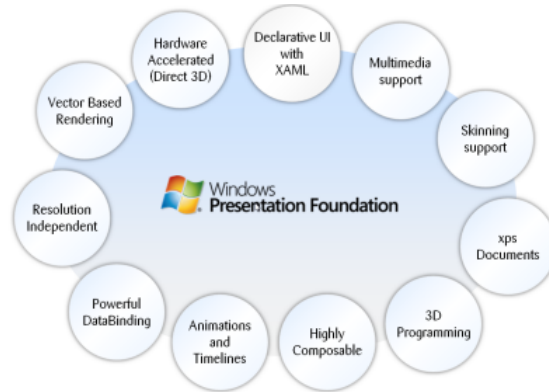 Declarative UI
with
XAML
Multimedia
support
Skinning
support
xps
Documents
3D
Programming
Highly
Composable
Animations
and
Timelines
Powerful
DataBinding
Resolution
Independent
Vector Based
Rendering
Hardware
Accelerated
(Direct 3D)
Windows
Presentation Foundation